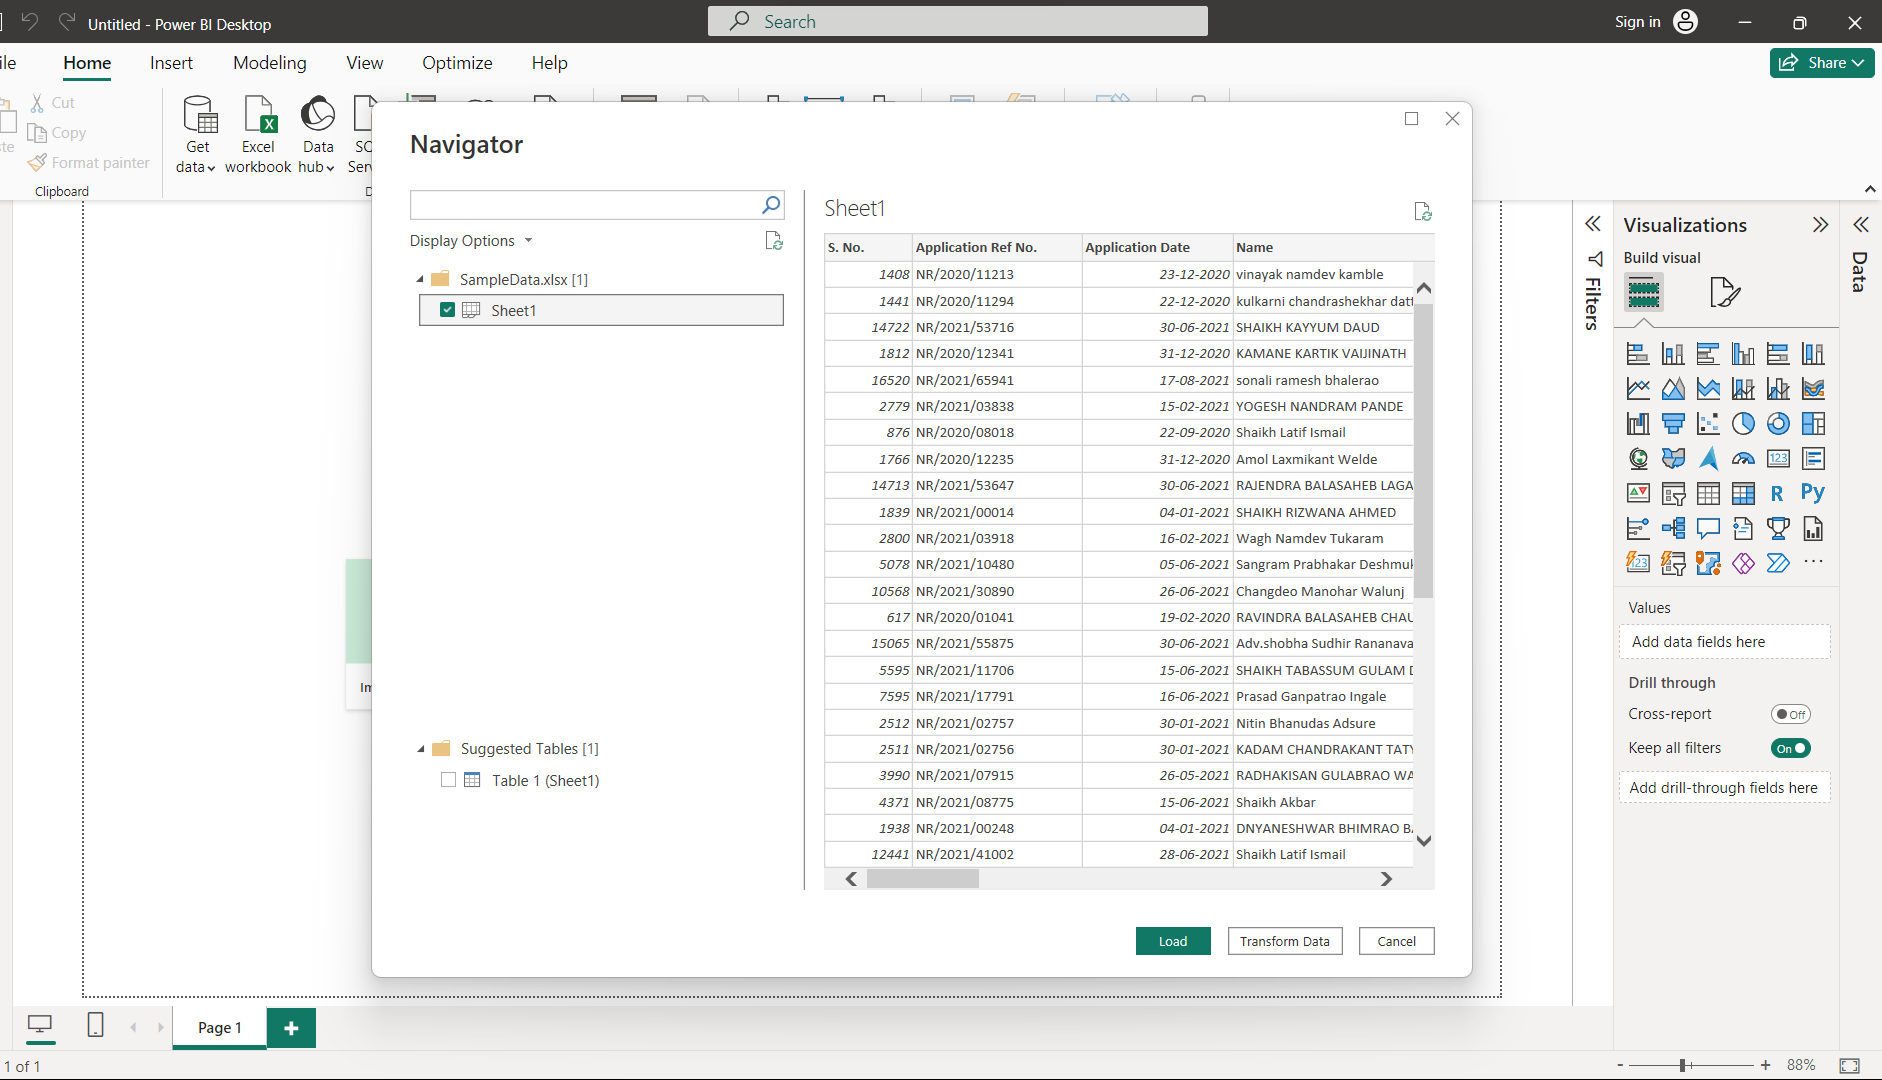 Untitled - Power BI Desktop
Search
Sign in
ile
Home
Insert
Modeling
View
Optimize
Help
Share
Cut
Copy
Format painter
Clipboard
Get data
Excel workbook
Data hub
Navigator
Display Options
SampleData.xlsx [1]
Sheet1
Suggested Tables [1]
Table 1 (Sheet1)
Sheet1
S. No. Application Ref No. Application Date Name
1408 NR/2020/11213 23-12-2020 vinayak namdev kamble
1441 NR/2020/11294 22-12-2020 kulkarni chandrashekhar datt
14722 NR/2021/53716 30-06-2021 SHAIKH KAYYUM DAUD
1812 NR/2020/12341 31-12-2020 KAMANE KARTIK VAIJINATH
16520 NR/2021/65941 17-08-2021 sonali ramesh bhalerao
2779 NR/2021/03838 15-02-2021 YOGESH NANDRAM PANDE
876 NR/2020/08018 22-09-2020 Shaikh Latif Ismail
1766 NR/2020/12235 31-12-2020 Amol Laxmikant Welde
14713 NR/2021/53647 30-06-2021 RAJENDRA BALASAHEB LAGA
1839 NR/2021/00014 04-01-2021 SHAIKH RIZWANA AHMED
2800 NR/2021/03918 16-02-2021 Wagh Namdev Tukaram
5078 NR/2021/10480 05-06-2021 Sangram Prabhakar Deshmuk
10568 NR/2021/30890 26-06-2021 Changdeo Manohar Walunj
617 NR/2020/01041 19-02-2020 RAVINDRA BALASAHEB CHAU
15065 NR/2021/55875 30-06-2021 Adv.shobha Sudhir Rananava
5595 NR/2021/11706 15-06-2021 SHAIKH TABASSUM GULAM
7595 NR/2021/17791 16-06-2021 Prasad Ganpatrao Ingale
2512 NR/2021/02757 30-01-2021 Nitin Bhanudas Adsure
2511 NR/2021/02756 30-01-2021 KADAM CHANDRAKANT TATY
3990 NR/2021/07915 26-05-2021 RADHAKISAN GULABRAO WA
4371 NR/2021/08775 15-06-2021 Shaikh Akbar
1938 NR/2021/00248 04-01-2021 DNYANESHWAR BHIMRAO
12441 NR/2021/41002 28-06-2021 Shaikh Latif Ismail
Load
Transform Data
Cancel
Filters
Visualizations
Build visual
123
R
Py
123
Values
Add data fields here
Drill through
Cross-report
Off
Keep all filters
On
Add drill-through fields here
Data
Page 1
1 of 1
88%